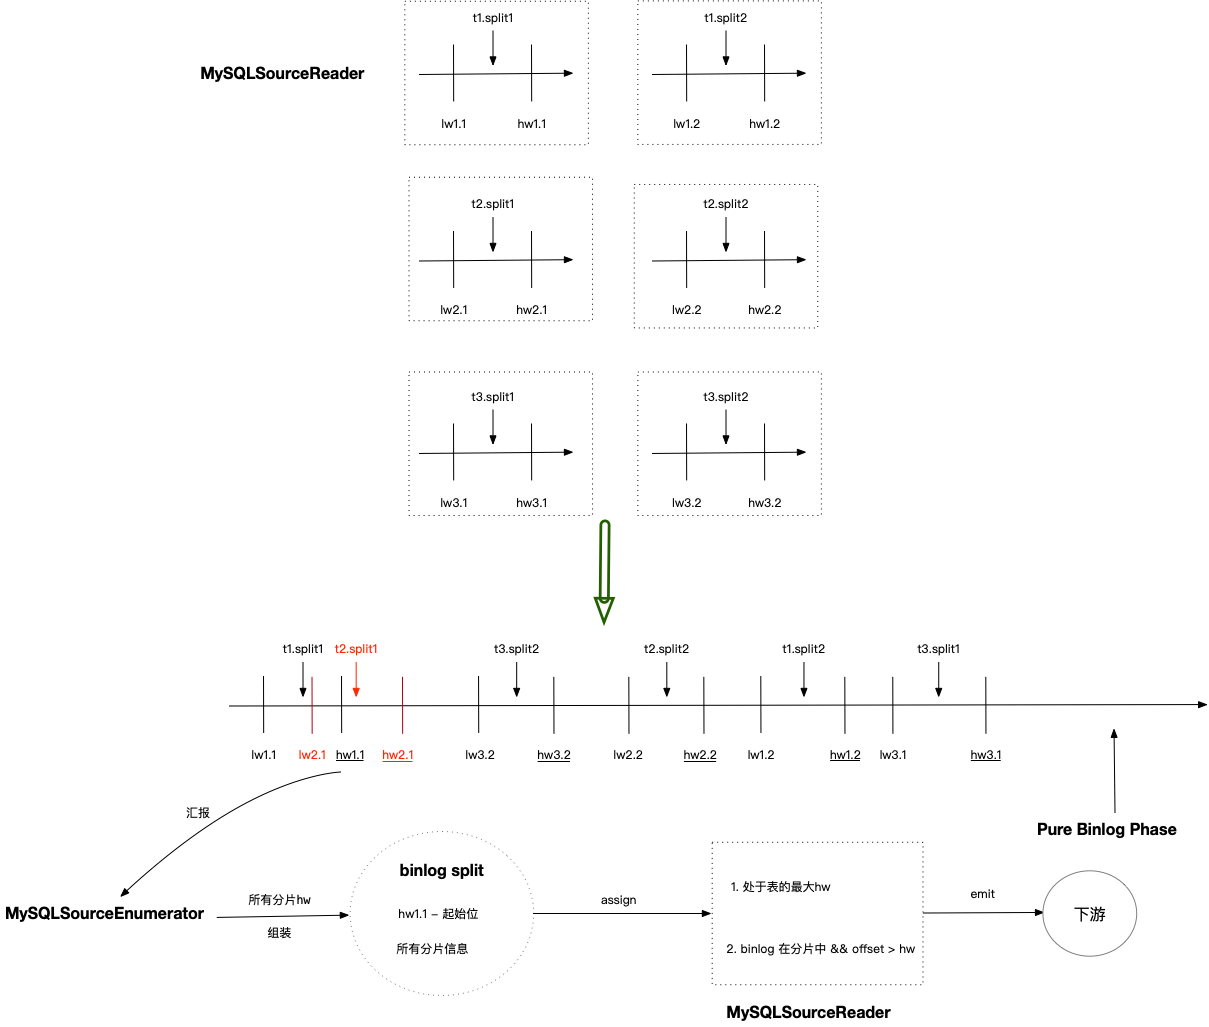 t1.split1
t1.split2
MySQLSourceReader
lw1.1
hw1.1
lw1.2
hw1.2
t2.split1
t2.split2
lw2.1
hw2.1
lw2.2
hw2.2
t3.split1
t3.split2
lw3.1
hw3.1
lw3.2
hw3.2
t1.split1
t2.split1
t3.split2
t2.split2
t1.split2
t3.split1
lw1.1
lw2.1
hw1.1
hw2.1
lw3.2
hw3.2
lw2.2
hw2.2
lw1.2
hw1.2
lw3.1
hw3.1
汇报
Pure Binlog Phase
MySQLSourceEnumerator
所有分片hw
组装
binlog split
hw1.1 – 起始位
所有分片信息
assign
1. 处于表的最大hw
2. binlog 在分片中 && offset > hw
MySQLSourceReader
emit
下游